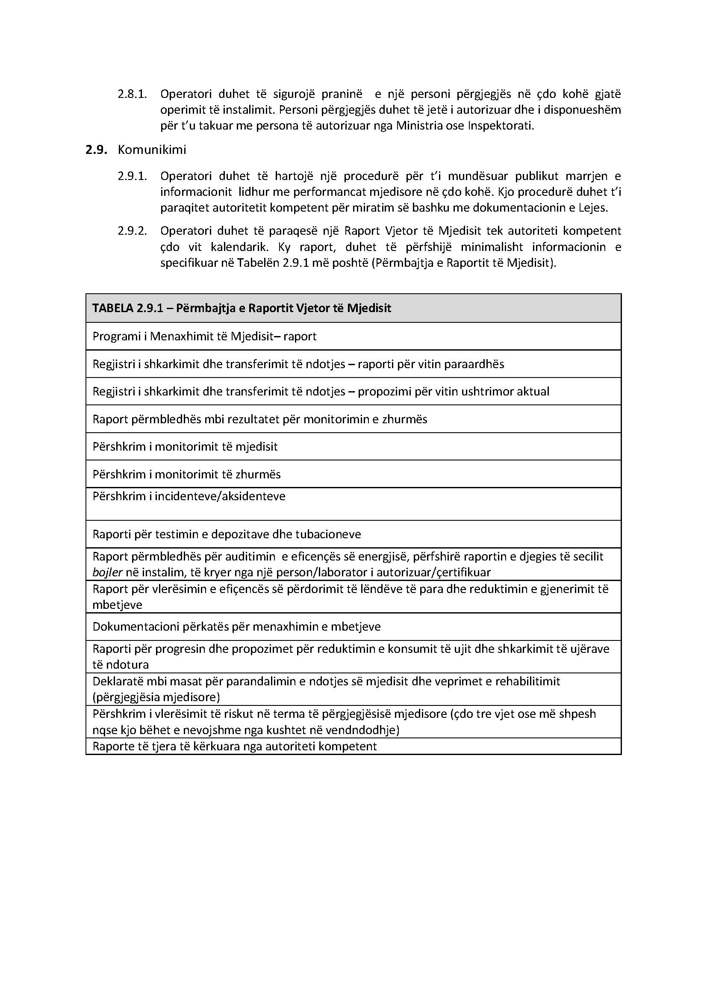 2.8.1. Operatori duhet të sigurojë praninë  e një personi përgjegjës në çdo kohë gjatë
operimit të instalimit. Personi përgjegjës duhet të jetë i autorizuar dhe i disponueshëm
për t’u takuar me persona të autorizuar nga Ministria ose Inspektorati.
2.9. Komunikimi
2.9.1. Operatori duhet të hartojë një procedurë për t’i mundësuar publikut marrjen e
informacionit  lidhur me performancat mjedisore në çdo kohë. Kjo procedurë duhet t’i
paraqitet autoritetit kompetent për miratim së bashku me dokumentacionin e Lejes.
2.9.2. Operatori duhet të paraqesë një Raport Vjetor të Mjedisit tek autoriteti kompetent
çdo vit kalendarik. Ky raport, duhet të përfshijë minimalisht informacionin e
specifikuar në Tabelën 2.9.1 më poshtë (Përmbajtja e Raportit të Mjedisit).
TABELA 2.9.1 – Përmbajtja e Raportit Vjetor të Mjedisit
Programi i Menaxhimit të Mjedisit– raport
Regjistri i shkarkimit dhe transferimit të ndotjes – raporti për vitin paraardhës
Regjistri i shkarkimit dhe transferimit të ndotjes – propozimi për vitin ushtrimor aktual
Raport përmbledhës mbi rezultatet për monitorimin e zhurmës
Përshkrim i monitorimit të mjedisit
Përshkrim i monitorimit të zhurmës
Përshkrim i incidenteve/aksidenteve
Raporti për testimin e depozitave dhe tubacioneve
Raport përmbledhës për auditimin  e eficençës së energjisë, përfshirë raportin e djegies të secilit
bojler në instalim, të kryer nga një person/laborator i autorizuar/çertifikuar
Raport për vlerësimin e efiçencës së përdorimit të lëndëve të para dhe reduktimin e gjenerimit të
mbetjeve
Dokumentacioni përkatës për menaxhimin e mbetjeve
Raporti për progresin dhe propozimet për reduktimin e konsumit të ujit dhe shkarkimit të ujërave
të ndotura
Deklaratë mbi masat për parandalimin e ndotjes së mjedisit dhe veprimet e rehabilitimit
(përgjegjësia mjedisore)
Përshkrim i vlerësimit të riskut në terma të përgjegjësisë mjedisore (çdo tre vjet ose më shpesh
nqse kjo bëhet e nevojshme nga kushtet në vendndodhje)
Raporte të tjera të kërkuara nga autoriteti kompetent